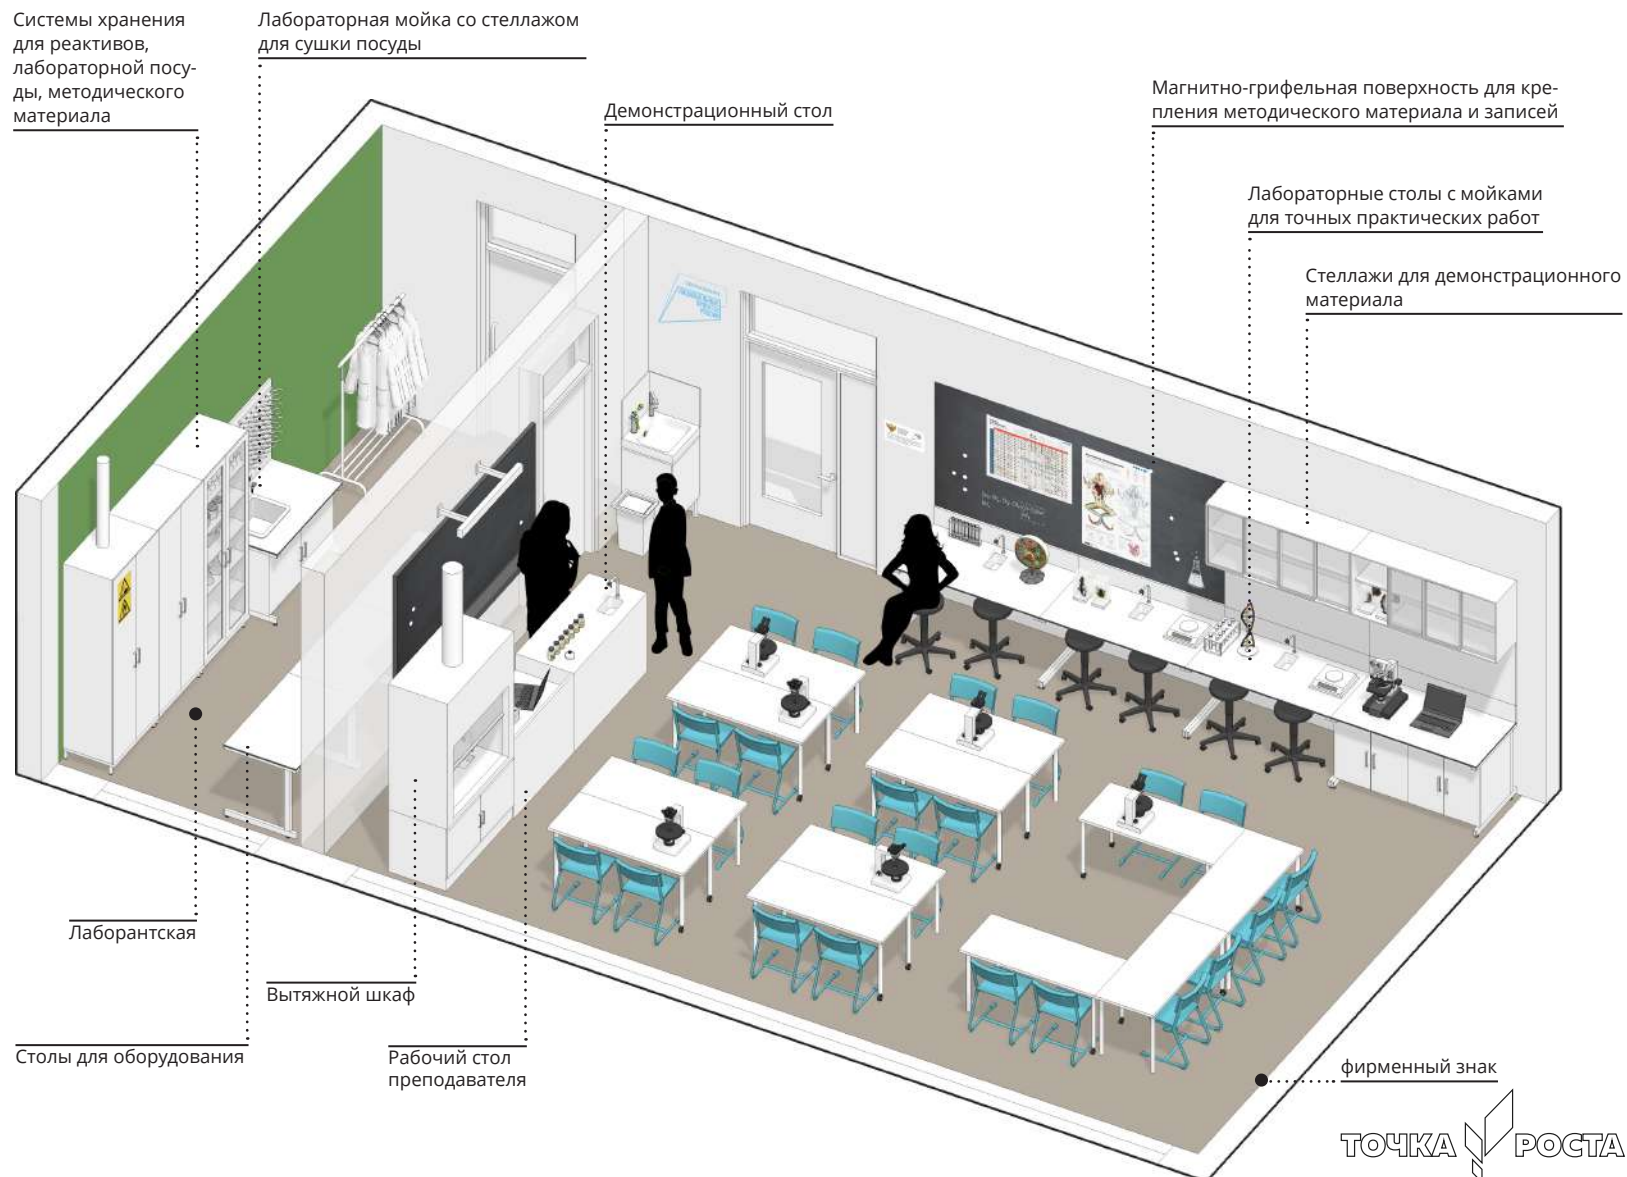 Системы хранения
для реактивов,
лабораторной посу-
ды, методического
материала
Лабораторная мойка со стеллажом
для сушки посуды
Демонстрационный стол
Магнитно-грифельная поверхность для кре-
пления методического материала и записей
Лабораторные столы с мойками
для точных практических работ
Стеллажи для демонстрационного
материала
Лаборантская
Вытяжной шкаф
Столы для оборудования
Рабочий стол
преподавателя
фирменный знак
ТОЧКА РОСТА